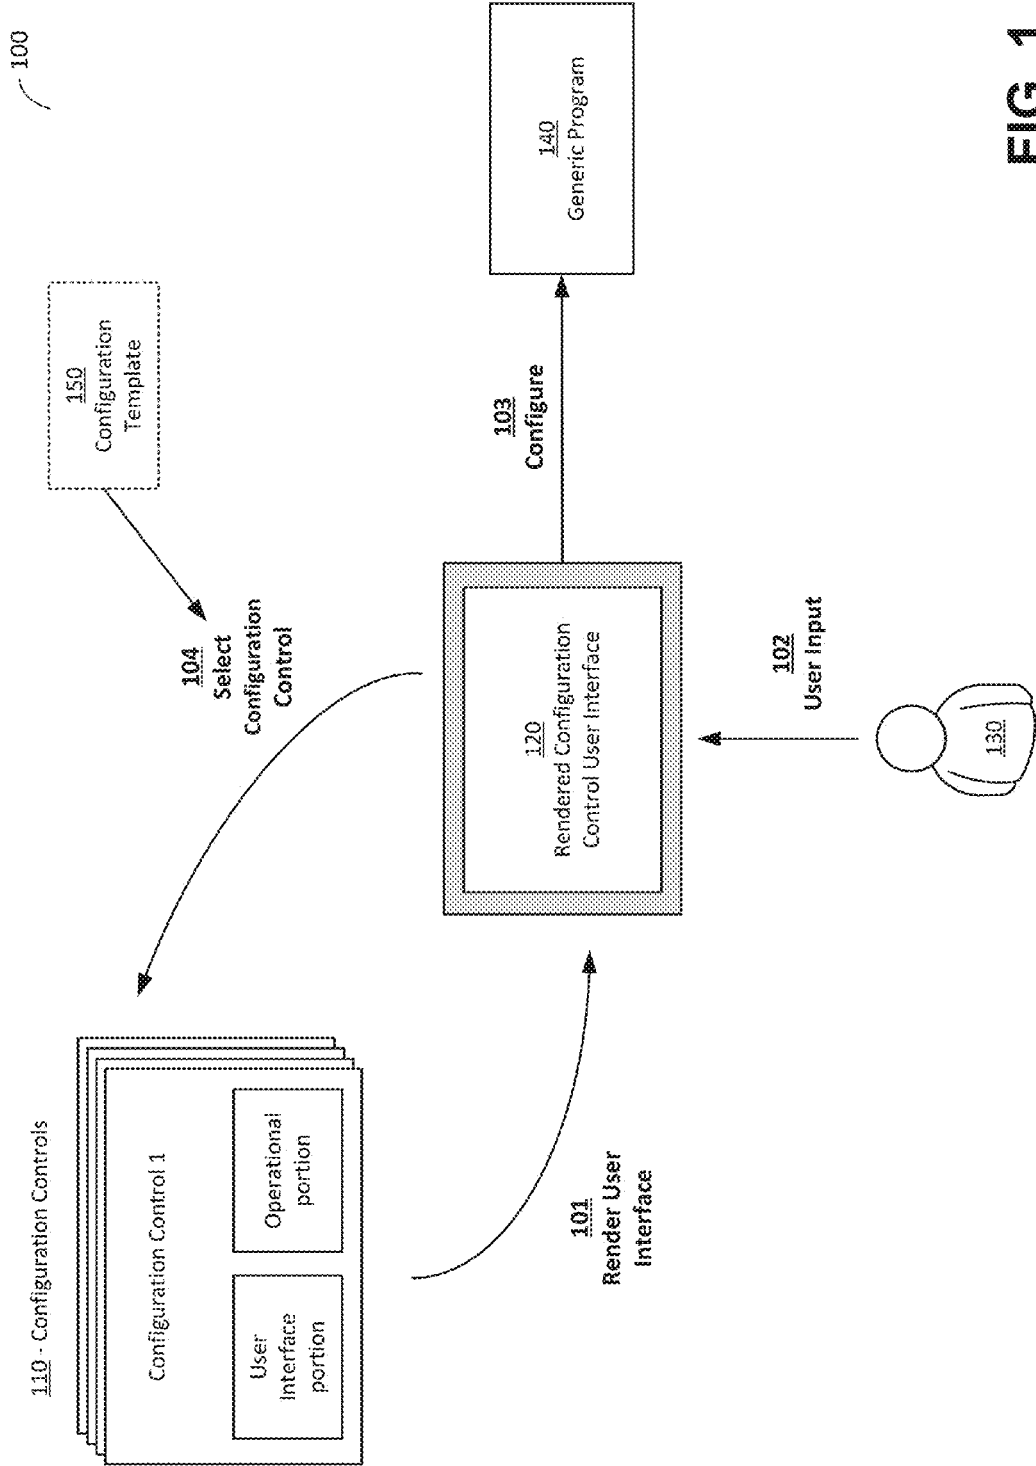 100
110 - Configuration Controls
Configuration Control 1
User
Interface
portion
Operational
portion
150
Configuration
Template
104
Select
Configuration
Control
120
Rendered Configuration
Control User Interface
103
Configure
140
Generic Program
101
Render User
Interface
102
User Input
130
FIG. 1